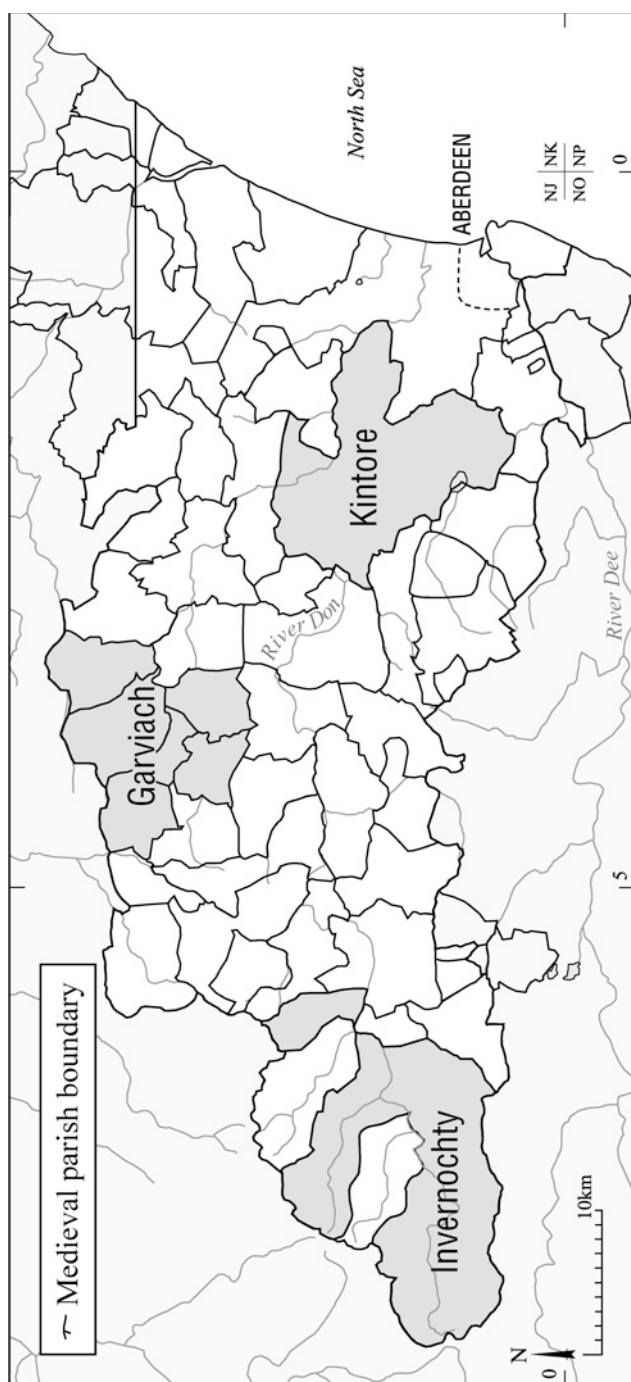 Medieval parish boundary
North Sea
ABERDEEN
NJ NK
NO NP
Garviach
River Don
Kintore
Invernochty
River Dee
N
10km
0
5
0